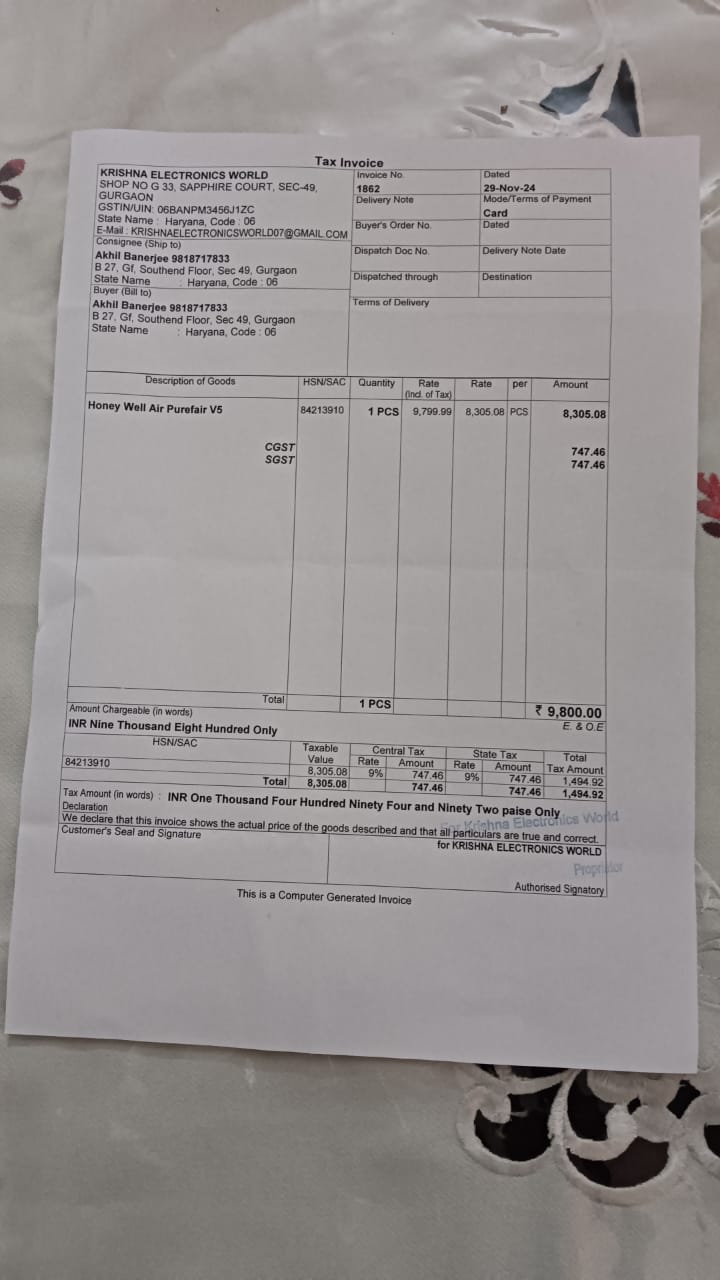 Tax Invoice
KRISHNA ELECTRONICS WORLD
SHOP NO G 33, SAPPHIRE COURT, SEC-49,
GURGAON
GSTIN/UIN: 06BANPM3456J1ZC
State Name : Haryana, Code : 06
E-Mail : KRISHNAELECTRONICSWORLD07@GMAIL.COM
Invoice No. Dated
1862 29-Nov-24
Delivery Note Mode/Terms of Payment
Card
Buyer's Order No. Dated
Dispatch Doc No. Delivery Note Date
Dispatched through Destination
Terms of Delivery
Consignee (Ship to)
Akhil Banerjee 9818717833
B 27, Gf, Southend Floor, Sec 49, Gurgaon
State Name : Haryana, Code : 06
Buyer (Bill to)
Akhil Banerjee 9818717833
B 27, Gf, Southend Floor, Sec 49, Gurgaon
State Name : Haryana, Code : 06
Description of Goods HSN/SAC Quantity Rate Rate per Amount
(Incl. of Tax)
Honey Well Air Purefair V5 84213910 1 PCS 9,799.99 8,305.08 PCS 8,305.08
CGST 747.46
SGST 747.46
Total 1 PCS ₹ 9,800.00
Amount Chargeable (in words) E. & O.E
INR Nine Thousand Eight Hundred Only
HSN/SAC Taxable Central Tax State Tax Total
Value Rate Amount Rate Amount Tax Amount
84213910 8,305.08 9% 747.46 9% 747.46 1,494.92
Total 8,305.08 747.46 747.46 1,494.92
Tax Amount (in words) : INR One Thousand Four Hundred Ninety Four and Ninety Two paise Only
Declaration
We declare that this invoice shows the actual price of the goods described and that all particulars are true and correct.
For Krishna Electronics World
Customer's Seal and Signature
for KRISHNA ELECTRONICS WORLD
Proprietor
Authorised Signatory
This is a Computer Generated Invoice